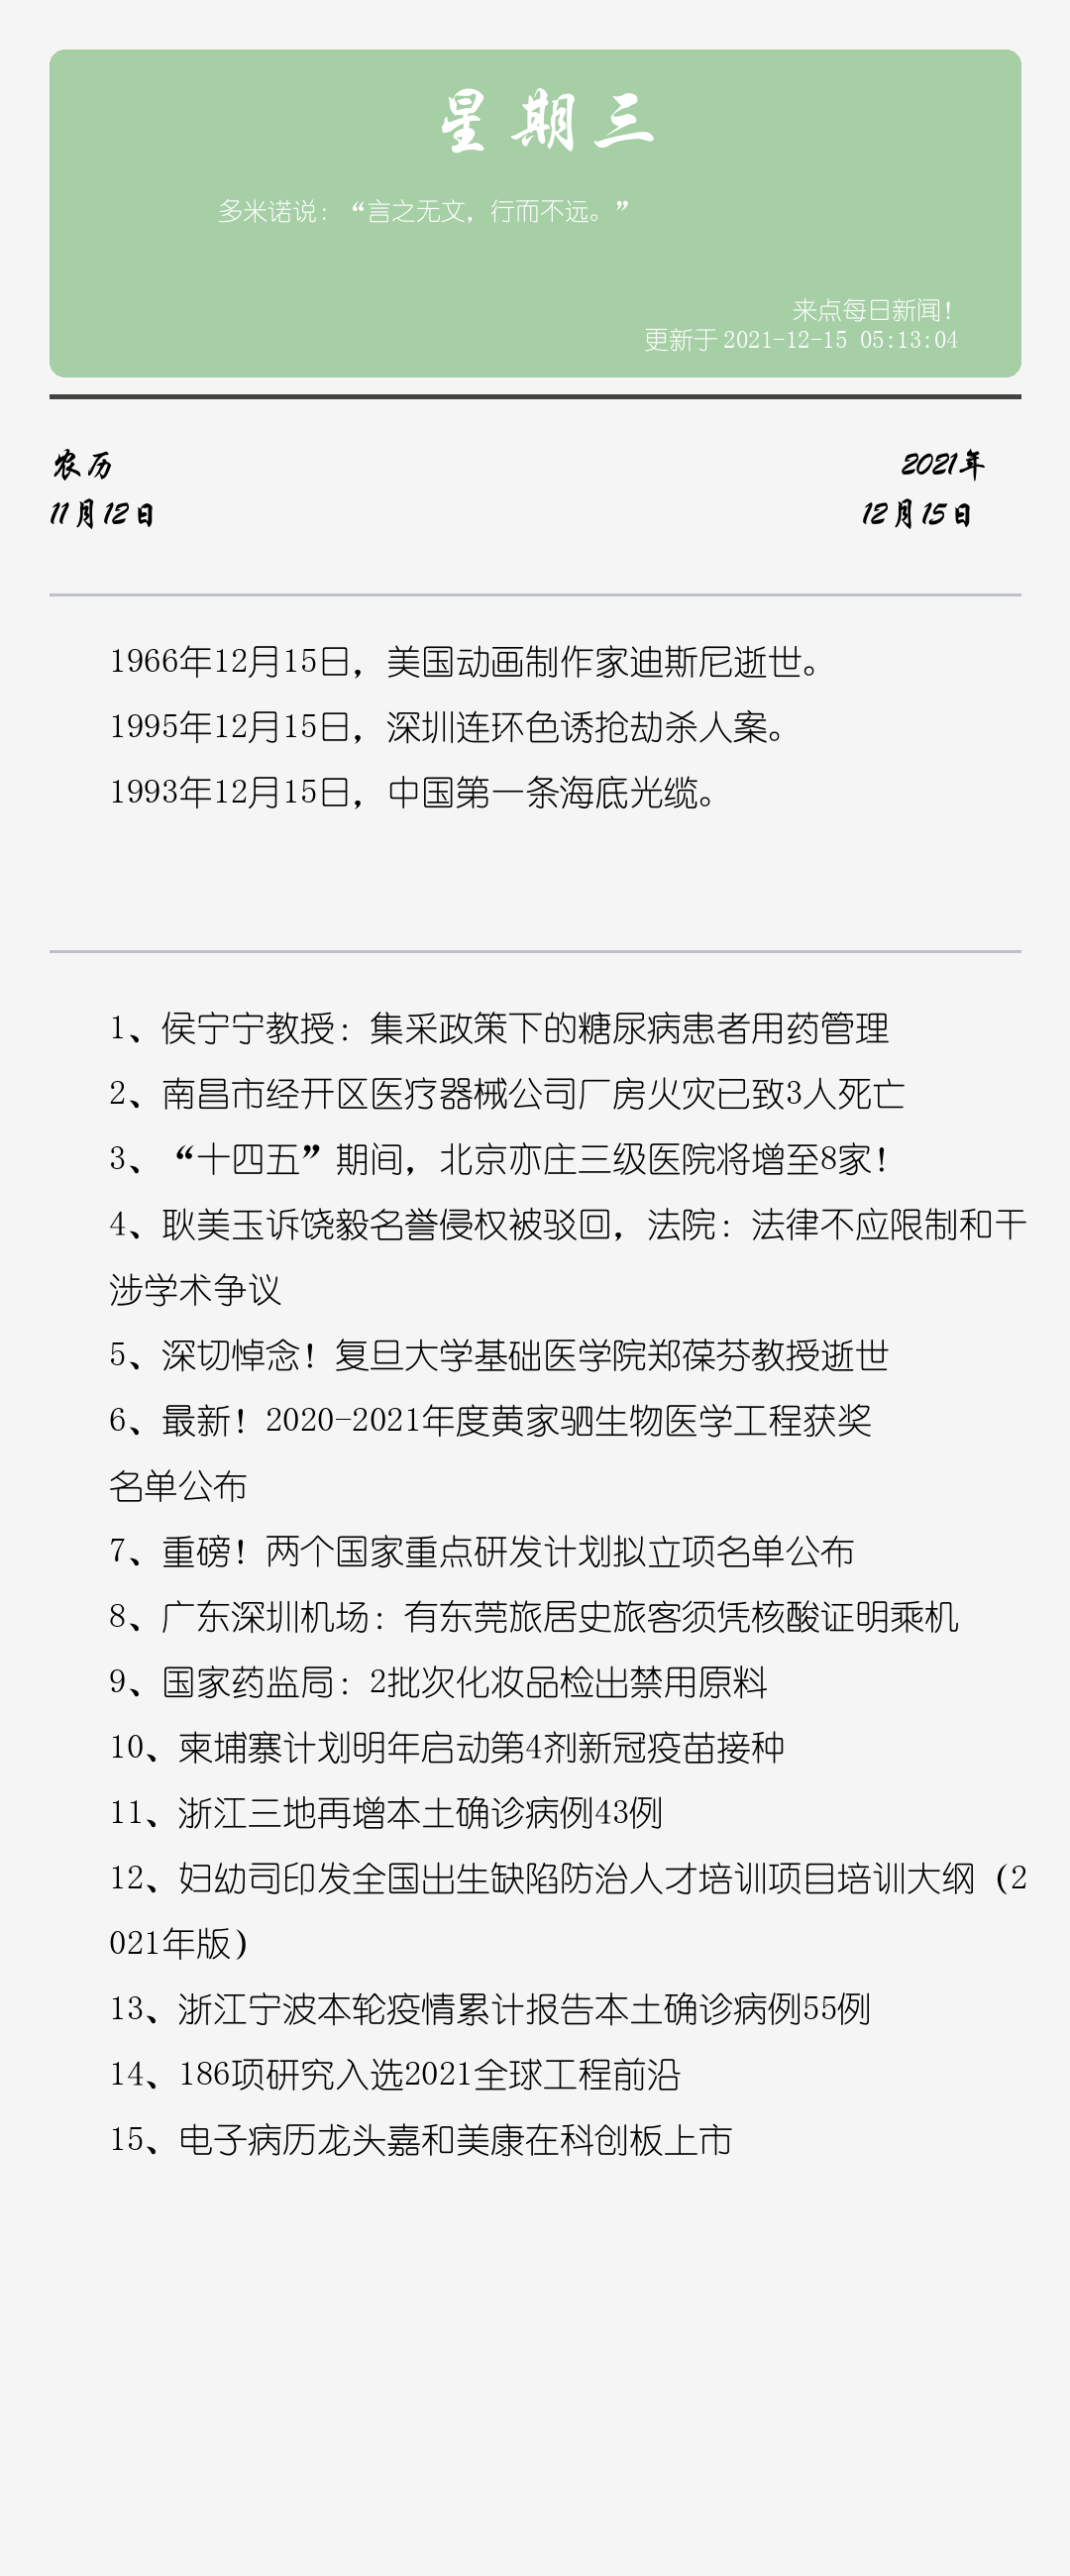 星期三
多米诺说：“言之无文，行而不远。”
来点每日新闻！
更新于 2021-12-15 05:13:04
农历
2021年
11月12日
12月15日
1966年12月15日，美国动画制作家迪斯尼逝世。
1995年12月15日，深圳连环色诱抢劫杀人案。
1993年12月15日，中国第一条海底光缆。
1、侯宁宁教授：集采政策下的糖尿病患者用药管理
2、南昌市经开区医疗器械公司厂房火灾已致3人死亡
3、“十四五”期间，北京亦庄三级医院将增至8家！
4、耿美玉诉饶毅名誉侵权被驳回，法院：法律不应限制和干
涉学术争议
5、深切悼念！复旦大学基础医学院郑葆芬教授逝世
6、最新！2020-2021年度黄家驷生物医学工程获奖
名单公布
7、重磅！两个国家重点研发计划拟立项名单公布
8、广东深圳机场：有东莞旅居史旅客须凭核酸证明乘机
9、国家药监局：2批次化妆品检出禁用原料
10、柬埔寨计划明年启动第4剂新冠疫苗接种
11、浙江三地再增本土确诊病例43例
12、妇幼司印发全国出生缺陷防治人才培训项目培训大纲（2
021年版）
13、浙江宁波本轮疫情累计报告本土确诊病例55例
14、186项研究入选2021全球工程前沿
15、电子病历龙头嘉和美康在科创板上市